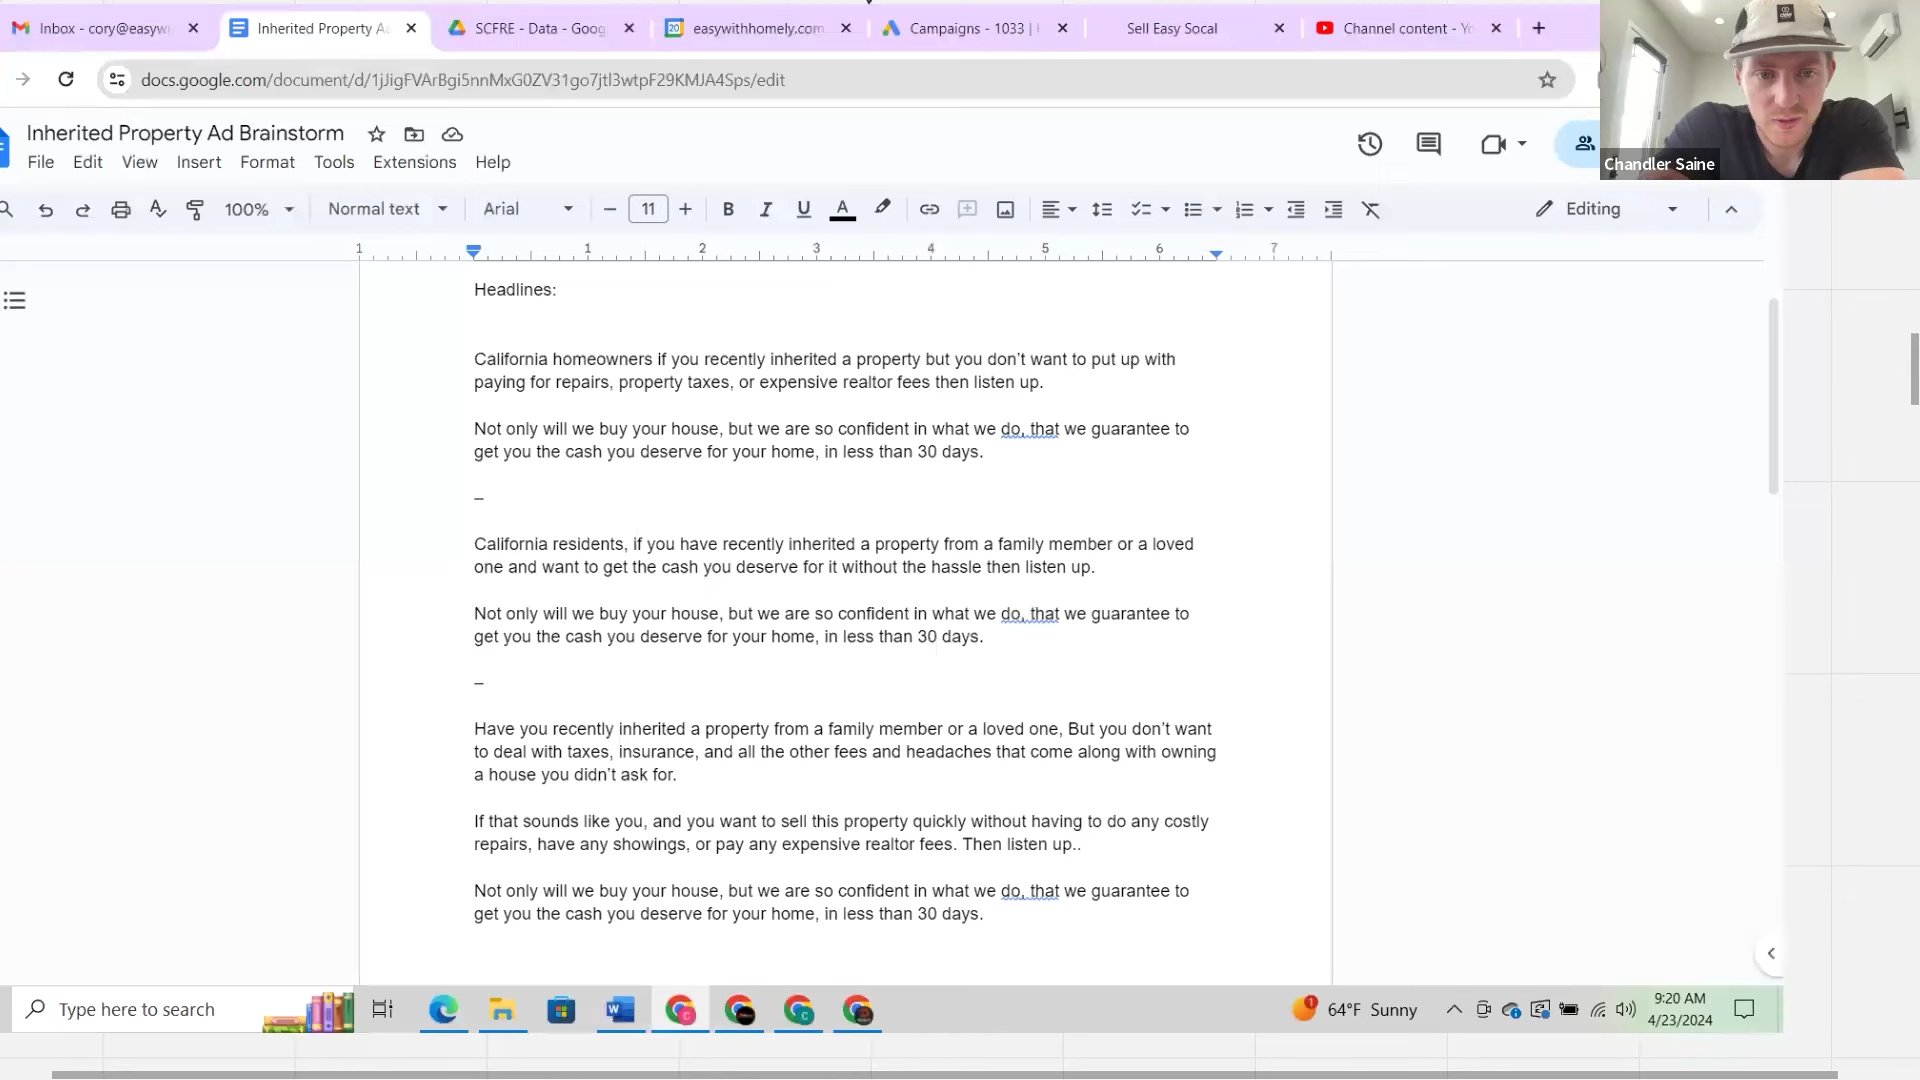 Inbox - cory@easyw
Inherited Property A
SCFRE - Data - Goog
20
easywithhomely.com
Campaigns - 1033 |
Sell Easy Socal
Channel content - Y
docs.google.com/document/d/1jJigFVArBgi5nnMxG0ZV31go7jtl3wtpF29KMJA4Sps/edit
Inherited Property Ad Brainstorm
File Edit View Insert Format Tools Extensions Help
Chandler Saine
100% Normal text Arial 11 B I U A Editing
1 1 2 3 4 5 6 7
Headlines:
California homeowners if you recently inherited a property but you don’t want to put up with
paying for repairs, property taxes, or expensive realtor fees then listen up.
Not only will we buy your house, but we are so confident in what we do, that we guarantee to
get you the cash you deserve for your home, in less than 30 days.
–
California residents, if you have recently inherited a property from a family member or a loved
one and want to get the cash you deserve for it without the hassle then listen up.
Not only will we buy your house, but we are so confident in what we do, that we guarantee to
get you the cash you deserve for your home, in less than 30 days.
–
Have you recently inherited a property from a family member or a loved one, But you don’t want
to deal with taxes, insurance, and all the other fees and headaches that come along with owning
a house you didn’t ask for.
If that sounds like you, and you want to sell this property quickly without having to do any costly
repairs, have any showings, or pay any expensive realtor fees. Then listen up..
Not only will we buy your house, but we are so confident in what we do, that we guarantee to
get you the cash you deserve for your home, in less than 30 days.
Type here to search
1
64°F Sunny
9:20 AM
4/23/2024